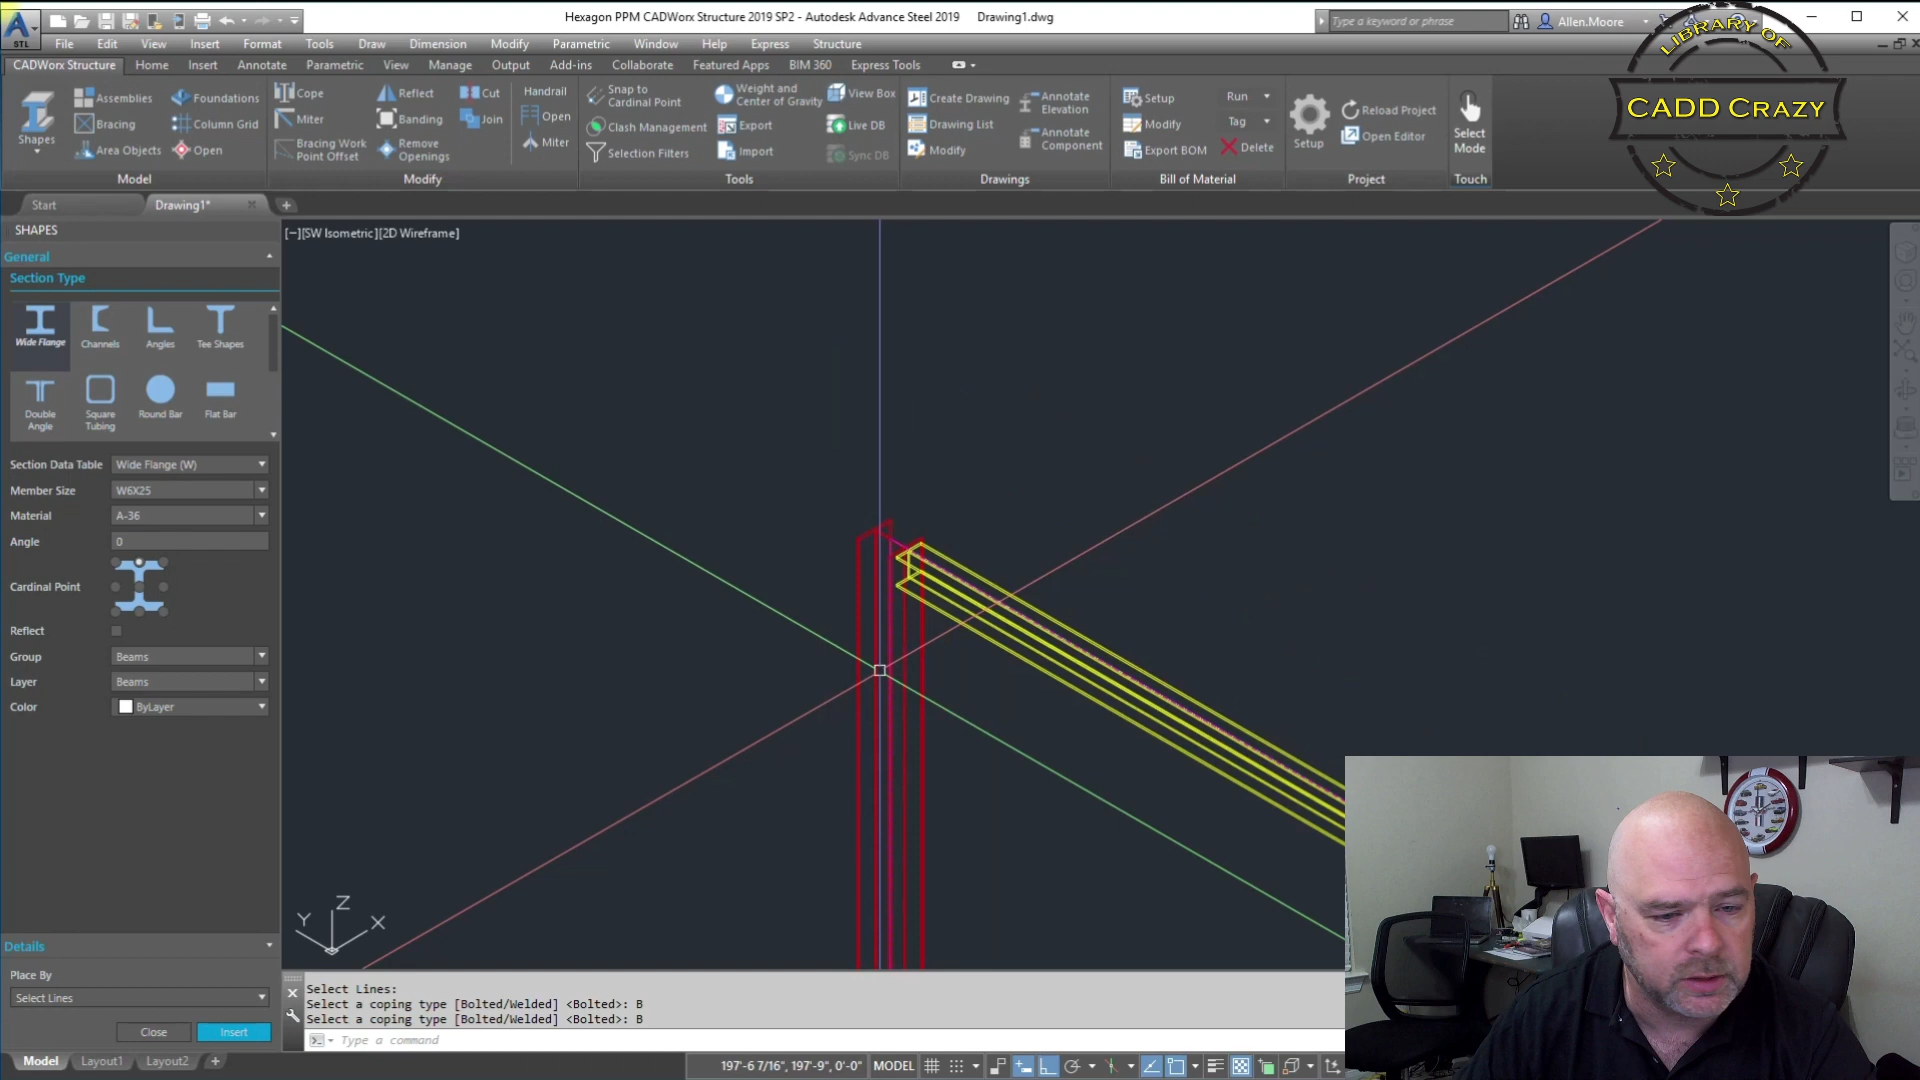 STL
Hexagon PPM CADWorx Structure 2019 SP2 - Autodesk Advance Steel 2019 Drawing1.dwg
Type a keyword or phrase
Allen.Moore
File Edit View Insert Format Tools Draw Dimension Modify Parametric Window Help Express Structure
CADWorx Structure Home Insert Annotate Parametric View Manage Output Add-ins Collaborate Featured Apps BIM 360 Express Tools
Shapes
Assemblies
Bracing
Area Objects
Foundations
Column Grid
Open
Model
Cope
Miter
Bracing Work
Point Offset
Reflect
Banding
Remove
Openings
Cut
Join
Modify
Handrail
Open
Miter
Snap to
Cardinal Point
Clash Management
Selection Filters
Weight and
Center of Gravity
Export
Import
View Box
Live DB
Sync DB
Tools
Create Drawing
Drawing List
Modify
Annotate
Elevation
Annotate
Component
Drawings
Setup
Modify
Export BOM
Run
Tag
Delete
Bill of Material
Setup
Reload Project
Open Editor
Project
Select
Mode
Touch
LIBRARY OF
CADD CRAZY
Start
Drawing1*
SHAPES
[−][SW Isometric][2D Wireframe]
General
Section Type
Wide Flange
Channels
Angles
Tee Shapes
Double
Angle
Square
Tubing
Round Bar
Flat Bar
Section Data Table Wide Flange (W)
Member Size W6X25
Material A-36
Angle 0
Cardinal Point
Reflect
Group Beams
Layer Beams
Color ByLayer
Z
Y
X
Details
Place By
Select Lines
Close
Insert
Select Lines:
Select a coping type [Bolted/Welded] <Bolted>: B
Select a coping type [Bolted/Welded] <Bolted>: B
Type a command
Model Layout1 Layout2
197'-6 7/16", 197'-9", 0'-0" MODEL